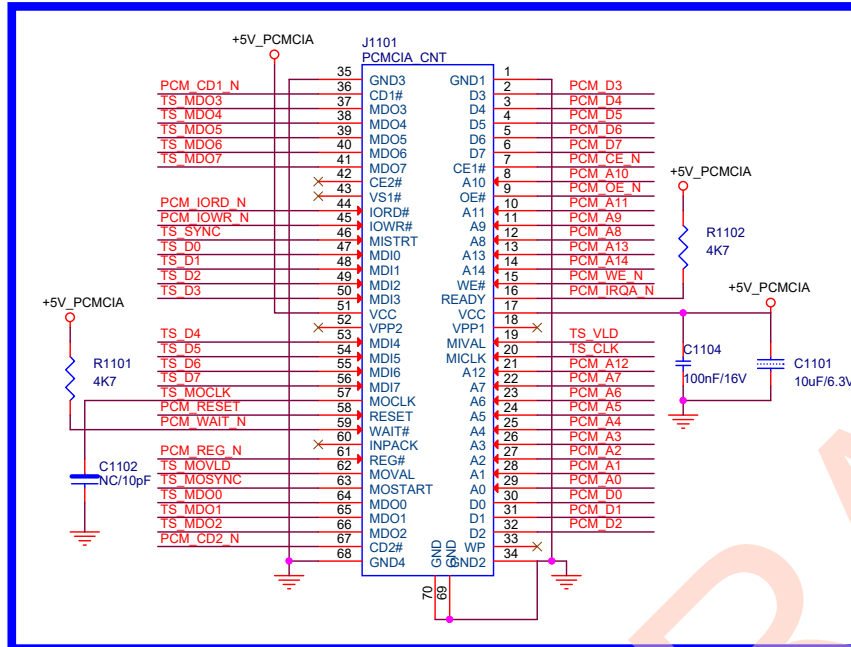 +5V_PCMCIA
J1101
PCMCIA_CNT
35 GND3 GND1 1
PCM_CD1_N 36 CD1# D3 2 PCM_D3
TS_MDO3 37 MDO3 D4 3 PCM_D4
TS_MDO4 38 MDO4 D5 4 PCM_D5
TS_MDO5 39 MDO5 D6 5 PCM_D6
TS_MDO6 40 MDO6 D7 6 PCM_D7
TS_MDO7 41 MDO7 CE1# 7 PCM_CE_N
42 CE2# A10 8 PCM_A10
43 VS1# OE# 9 PCM_OE_N
PCM_IORD_N 44 IORD# A11 10 PCM_A11
PCM_IOWR_N 45 IOWR# A9 11 PCM_A9
TS_SYNC 46 MISTRT A8 12 PCM_A8
TS_D0 47 MDI0 A13 13 PCM_A13
TS_D1 48 MDI1 A14 14 PCM_A14
TS_D2 49 MDI2 WE# 15 PCM_WE_N
TS_D3 50 MDI3 READY 16 PCM_IRQA_N
51 VCC VCC 17
52 VPP2 VPP1 18
TS_D4 53 MDI4 MIVAL 19 TS_VLD
TS_D5 54 MDI5 MICLK 20 TS_CLK
TS_D6 55 MDI6 A12 21 PCM_A12
TS_D7 56 MDI7 A7 22 PCM_A7
TS_MOCLK 57 MOCLK A6 23 PCM_A6
PCM_RESET 58 RESET A5 24 PCM_A5
PCM_WAIT_N 59 WAIT# A4 25 PCM_A4
60 INPACK A3 26 PCM_A3
PCM_REG_N 61 REG# A2 27 PCM_A2
TS_MOVLD 62 MOVAL A1 28 PCM_A1
TS_MOSYNC 63 MOSTART A0 29 PCM_A0
TS_MDO0 64 MDO0 D0 30 PCM_D0
TS_MDO1 65 MDO1 D1 31 PCM_D1
TS_MDO2 66 MDO2 D2 32 PCM_D2
PCM_CD2_N 67 CD2# WP 33
68 GND4 GND2 34
GND GND
70 69
+5V_PCMCIA
R1102
4K7
+5V_PCMCIA
C1104
100nF/16V
C1101
10uF/6.3V
+5V_PCMCIA
R1101
4K7
C1102
NC/10pF